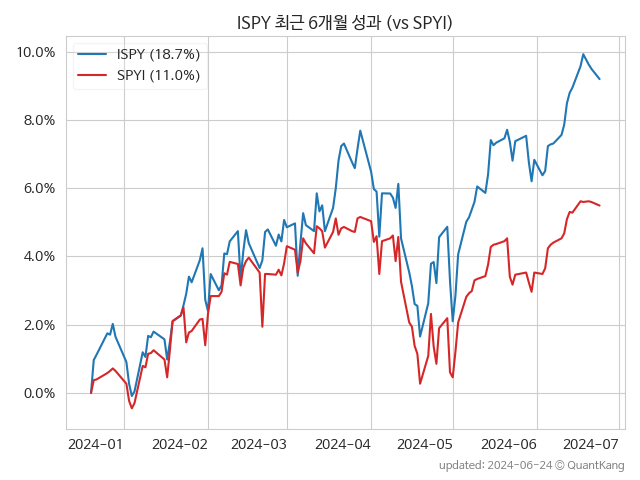 ISPY 최근 6개월 성과 (vs SPYI)
ISPY (18.7%)
SPYI (11.0%)
10.0%
8.0%
6.0%
4.0%
2.0%
0.0%
2024-01 2024-02 2024-03 2024-04 2024-05 2024-06 2024-07
updated: 2024-06-24 © QuantKang